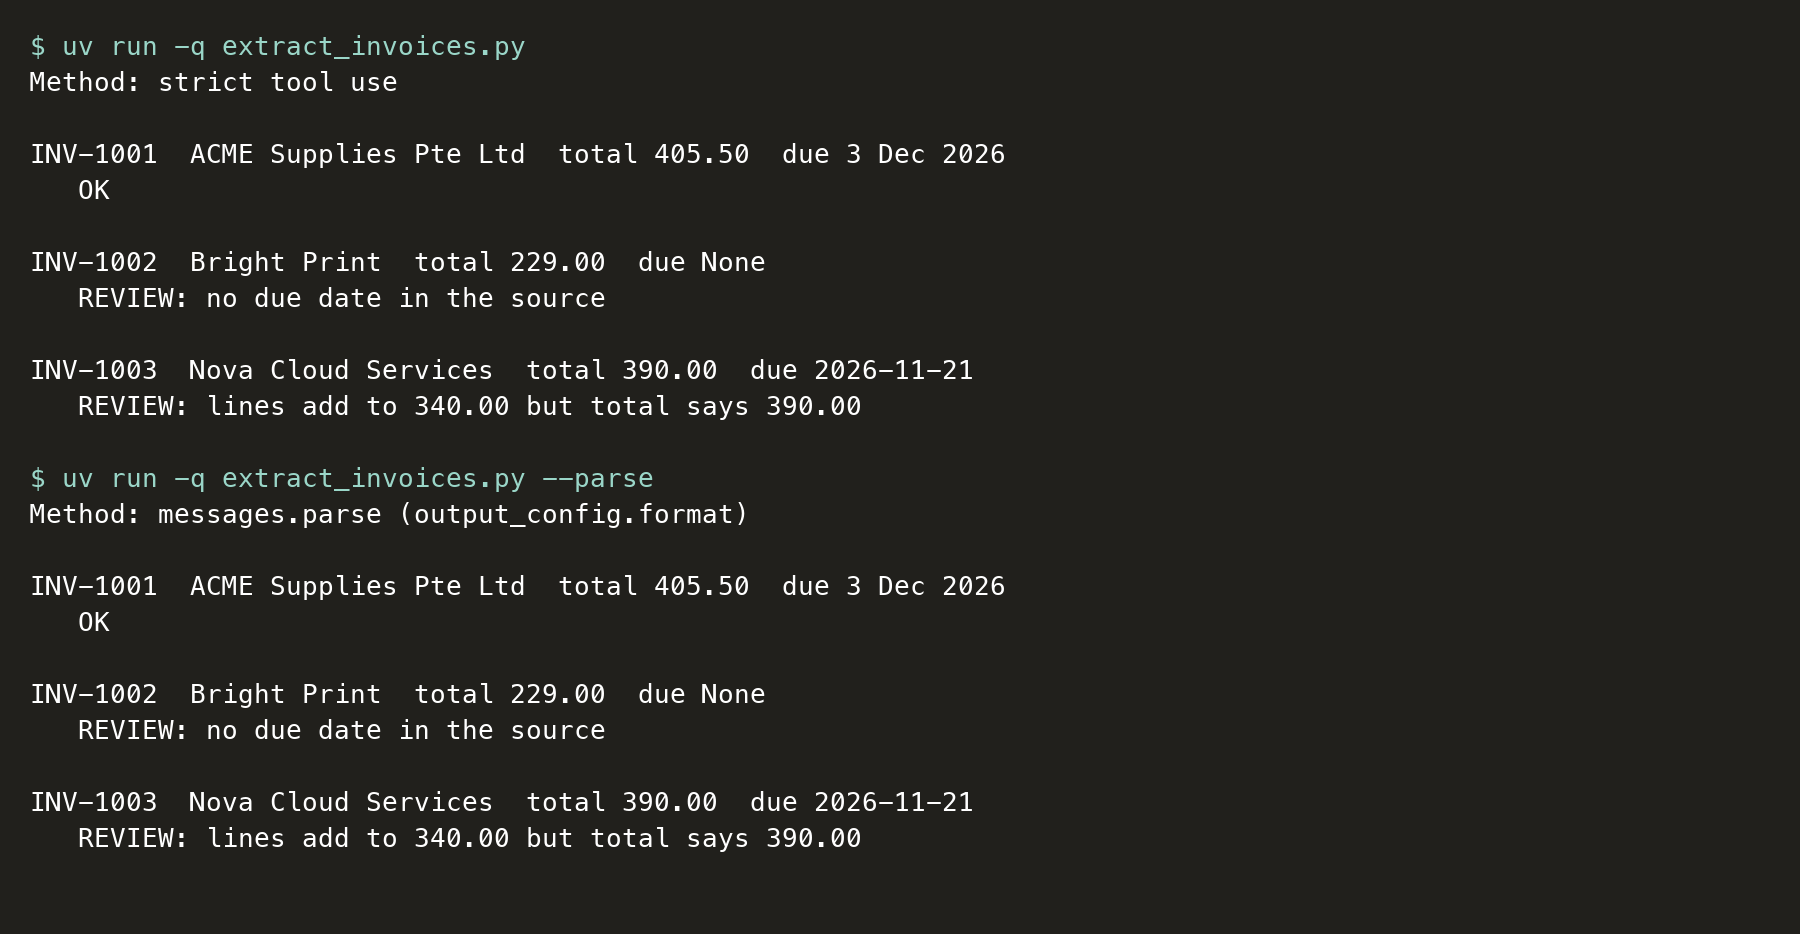 $ uv run -q extract_invoices.py
Method: strict tool use

INV-1001  ACME Supplies Pte Ltd  total 405.50  due 3 Dec 2026
   OK

INV-1002  Bright Print  total 229.00  due None
   REVIEW: no due date in the source

INV-1003  Nova Cloud Services  total 390.00  due 2026-11-21
   REVIEW: lines add to 340.00 but total says 390.00

$ uv run -q extract_invoices.py --parse
Method: messages.parse (output_config.format)

INV-1001  ACME Supplies Pte Ltd  total 405.50  due 3 Dec 2026
   OK

INV-1002  Bright Print  total 229.00  due None
   REVIEW: no due date in the source

INV-1003  Nova Cloud Services  total 390.00  due 2026-11-21
   REVIEW: lines add to 340.00 but total says 390.00